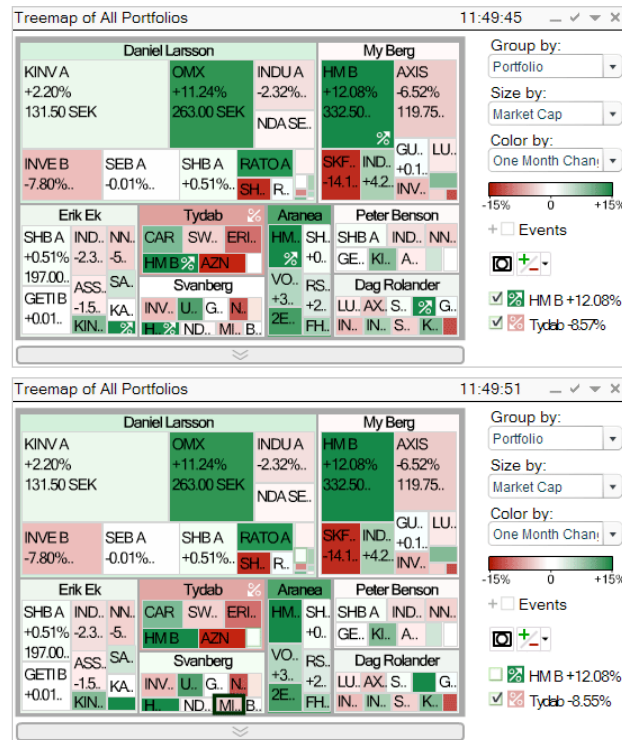 Treemap of All Portfolios 11:49:45
Group by:
Portfolio
Size by:
Market Cap
Color by:
One Month Chang
-15% 0 +15%
Events
HM B +12.08%
Tydab -8.57%
Daniel Larsson
KINV A
+2.20%
131.50 SEK
OMX
+11.24%
263.00 SEK
INDU A
-2.32%..
NDA SE..
INVE B
-7.80%..
SEB A
-0.01%..
SHB A
+0.51%..
RATO A
SH.. R..
My Berg
HM B
+12.08%
332.50..
AXIS
-6.52%
119.75..
SKF..
-14.1..
IND..
+4.2..
GU..
+0.1..
INV..
LU..
Erik Ek
SHB A
+0.51%
197.00..
GETI B
+0.01..
IND..
-2.3..
ASS..
-1.5..
KIN..
NN..
-5..
SA..
KA..
Tydab
CAR SW.. ERI..
HM B AZN
Svanberg
INV.. U.. G.. N..
H.. ND.. MI.. B..
Aranea
HM..
VO..
+3..
2E..
SH..
+0..
RS..
+2..
FH..
Peter Benson
SHB A IND.. NN..
GE.. KI.. A..
Dag Rolander
LU.. AX.. S.. G..
IN.. IN.. S.. K..
Treemap of All Portfolios 11:49:51
Group by:
Portfolio
Size by:
Market Cap
Color by:
One Month Chang
-15% 0 +15%
Events
HM B +12.08%
Tydab -8.55%
Daniel Larsson
KINV A
+2.20%
131.50 SEK
OMX
+11.24%
263.00 SEK
INDU A
-2.32%..
NDA SE..
INVE B
-7.80%..
SEB A
-0.01%..
SHB A
+0.51%..
RATO A
SH.. R..
My Berg
HM B
+12.08%
332.50..
AXIS
-6.52%
119.75..
SKF..
-14.1..
IND..
+4.2..
GU..
+0.1..
INV..
LU..
Erik Ek
SHB A
+0.51%
197.00..
GETI B
+0.01..
IND..
-2.3..
ASS..
-1.5..
KIN..
NN..
-5..
SA..
KA..
Tydab
CAR SW.. ERI..
HM B AZN
Svanberg
INV.. U.. G.. N..
H.. ND.. MI.. B..
Aranea
HM..
VO..
+3..
2E..
SH..
+0..
RS..
+2..
FH..
Peter Benson
SHB A IND.. NN..
GE.. KI.. A..
Dag Rolander
LU.. AX.. S.. G..
IN.. IN.. S.. K..